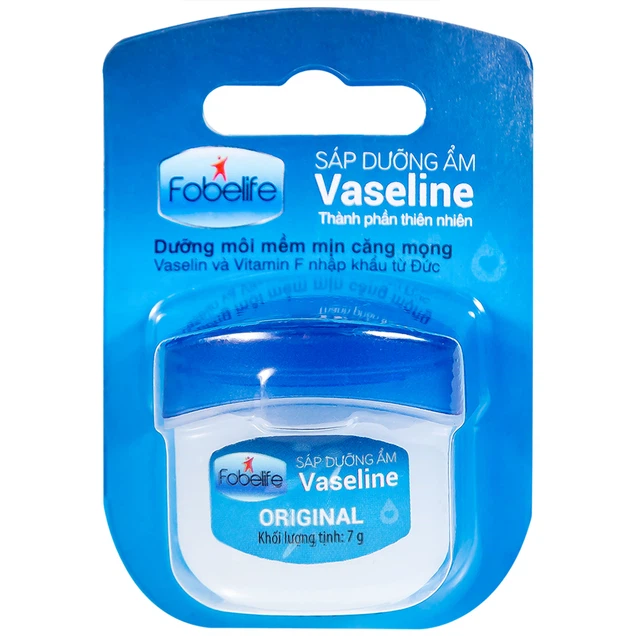 Fobelife
SÁP DƯỠNG ẨM
Vaseline
Thành phần thiên nhiên
Dưỡng môi mềm mịn căng mọng
Vaselin và Vitamin F nhập khẩu từ Đức
Fobelife
SÁP DƯỠNG ẨM
Vaseline
ORIGINAL
Khối lượng tịnh: 7 g